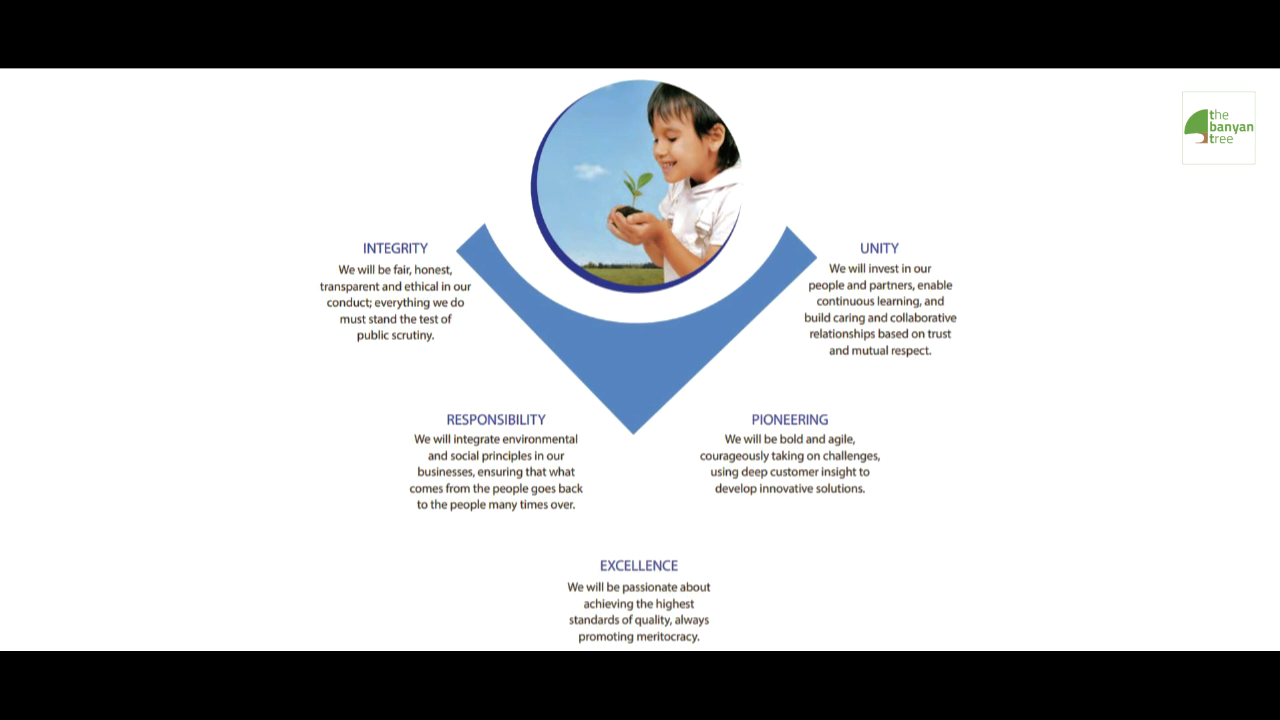 the
banyan
tree
INTEGRITY
We will be fair, honest,
transparent and ethical in our
conduct; everything we do
must stand the test of
public scrutiny.
UNITY
We will invest in our
people and partners, enable
continuous learning, and
build caring and collaborative
relationships based on trust
and mutual respect.
RESPONSIBILITY
We will integrate environmental
and social principles in our
businesses, ensuring that what
comes from the people goes back
to the people many times over.
PIONEERING
We will be bold and agile,
courageously taking on challenges,
using deep customer insight to
develop innovative solutions.
EXCELLENCE
We will be passionate about
achieving the highest
standards of quality, always
promoting meritocracy.